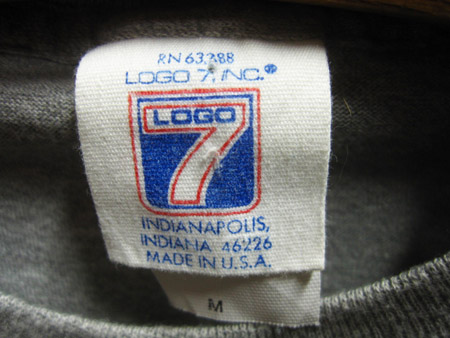 RN 63288
LOGO 7, INC.®
LOGO
7
INDIANAPOLIS,
INDIANA 46226
MADE IN U.S.A.
M